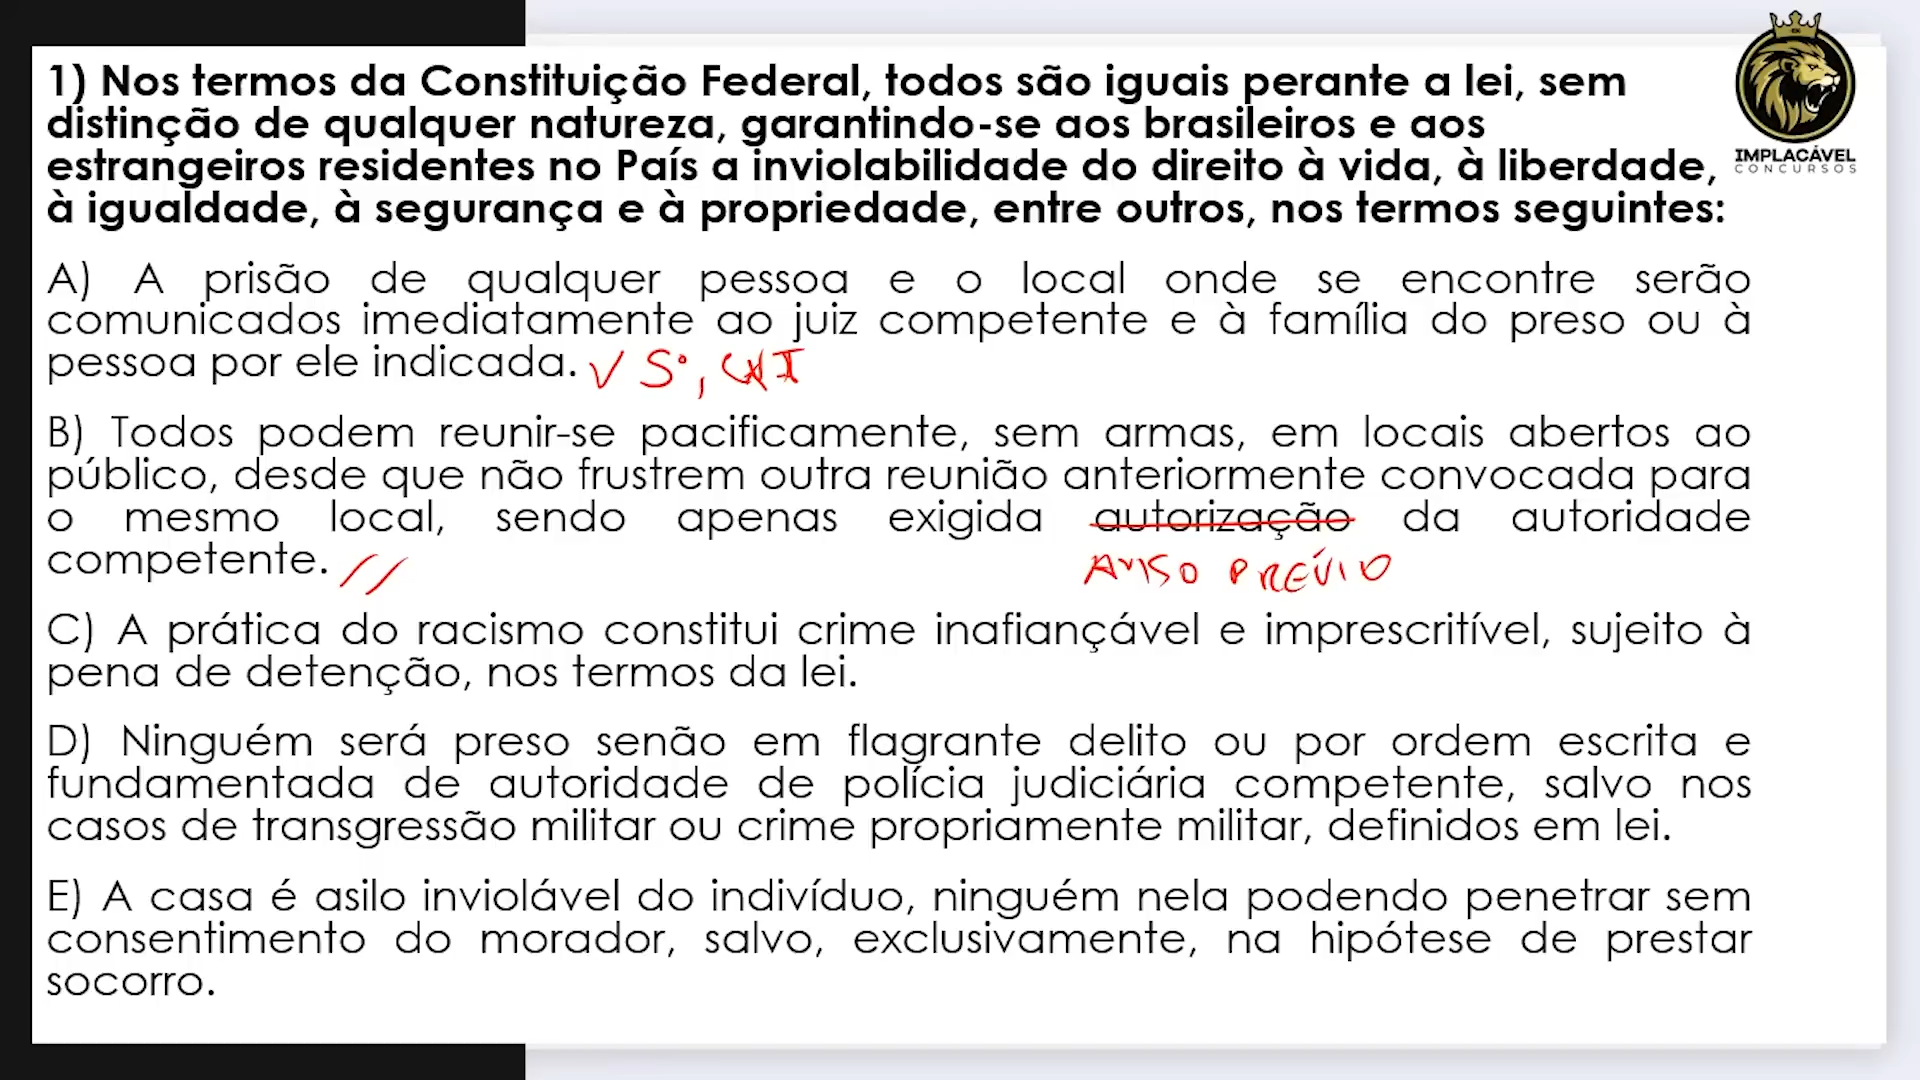 1) Nos termos da Constituição Federal, todos são iguais perante a lei, sem
distinção de qualquer natureza, garantindo-se aos brasileiros e aos
estrangeiros residentes no País a inviolabilidade do direito à vida, à liberdade,
à igualdade, à segurança e à propriedade, entre outros, nos termos seguintes:
IMPLACÁVEL
CONCURSOS
A) A prisão de qualquer pessoa e o local onde se encontre serão
comunicados imediatamente ao juiz competente e à família do preso ou à
pessoa por ele indicada. V 5º,
B) Todos podem reunir-se pacificamente, sem armas, em locais abertos ao
público, desde que não frustrem outra reunião anteriormente convocada para
o mesmo local, sendo apenas exigida autorização da autoridade
competente. //
AVISO PRÉVIO
C) A prática do racismo constitui crime inafiançável e imprescritível, sujeito à
pena de detenção, nos termos da lei.
D) Ninguém será preso senão em flagrante delito ou por ordem escrita e
fundamentada de autoridade de polícia judiciária competente, salvo nos
casos de transgressão militar ou crime propriamente militar, definidos em lei.
E) A casa é asilo inviolável do indivíduo, ninguém nela podendo penetrar sem
consentimento do morador, salvo, exclusivamente, na hipótese de prestar
socorro.